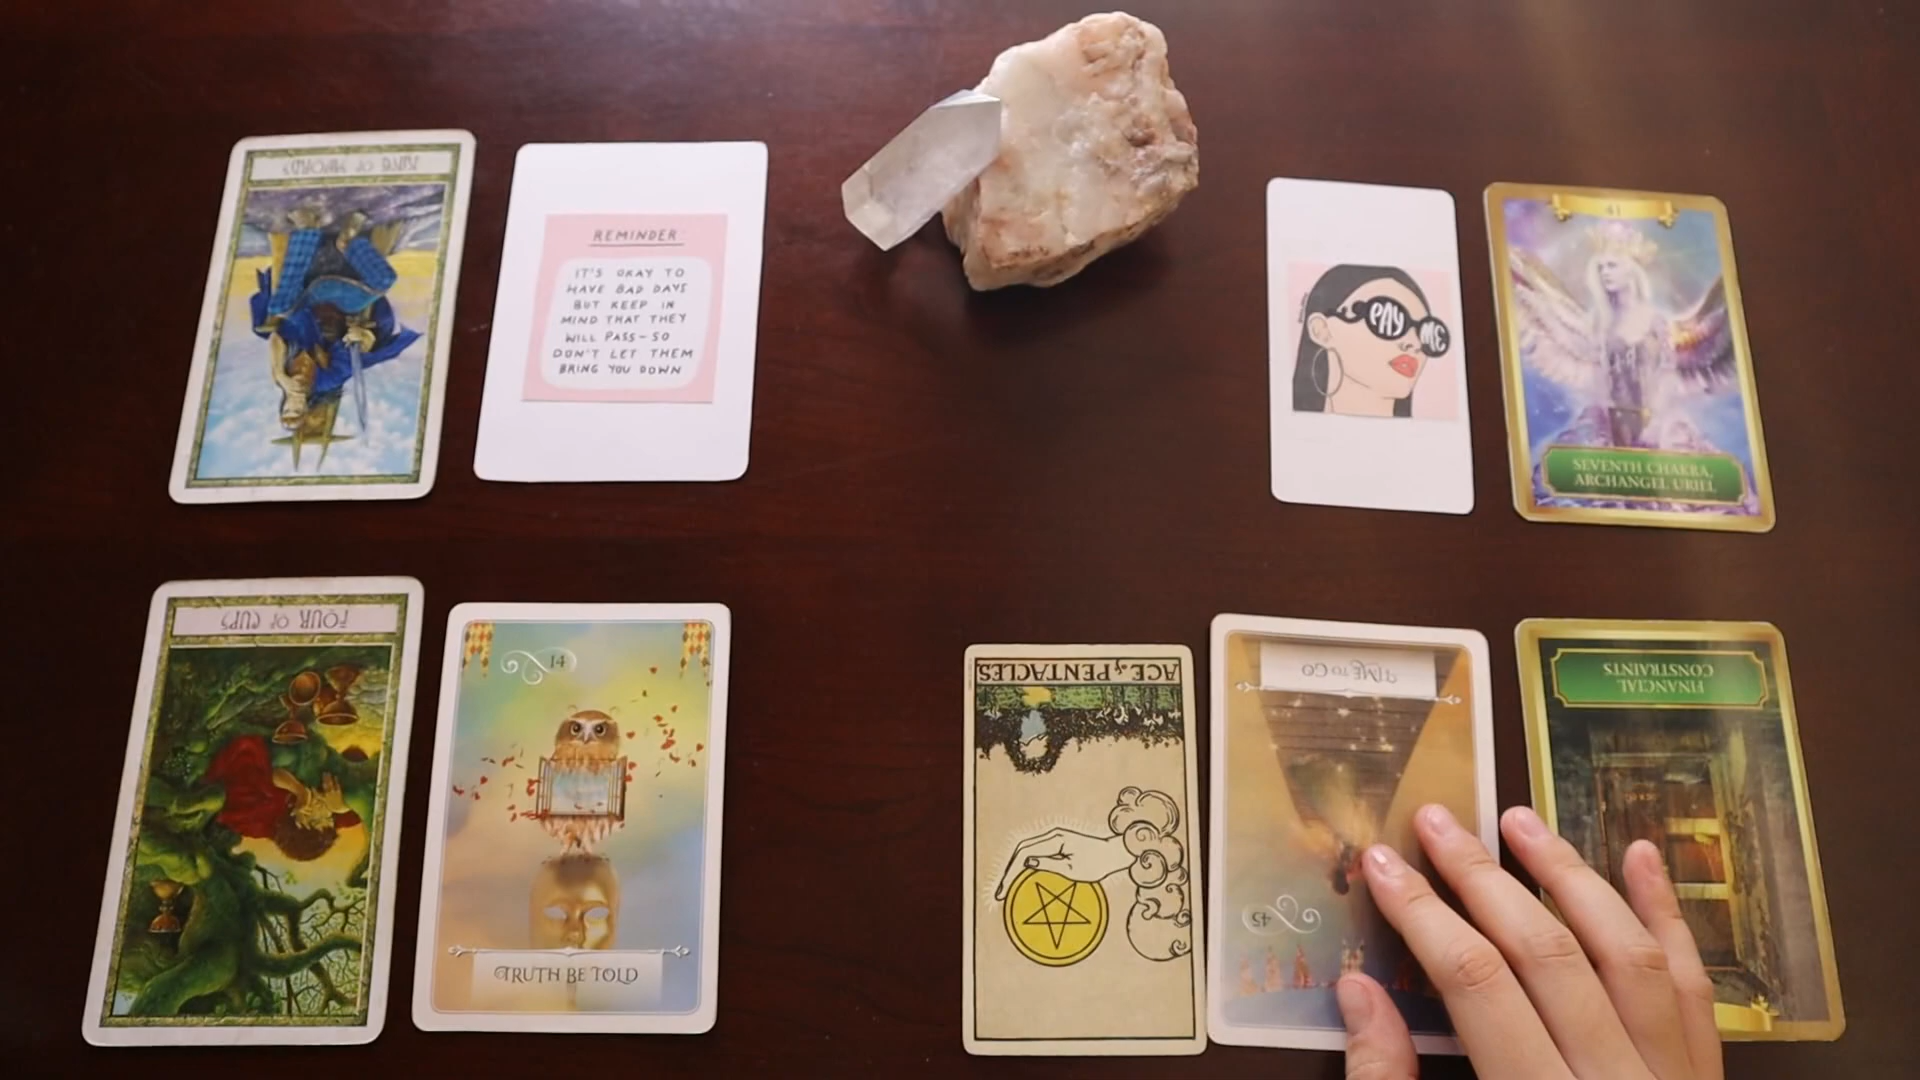 REMINDER
IT'S OKAY TO
HAVE BAD DAYS
BUT KEEP IN
MIND THAT THEY
WILL PASS-SO
DON'T LET THEM
BRING YOU DOWN
PAY
ME
41
SEVENTH CHAKRA,
ARCHANGEL URIEL
FOUR OF CUPS
14
TRUTH BE TOLD
ACE of PENTACLES
TIME TO GO
45
FINANCIAL
CONSTRAINTS